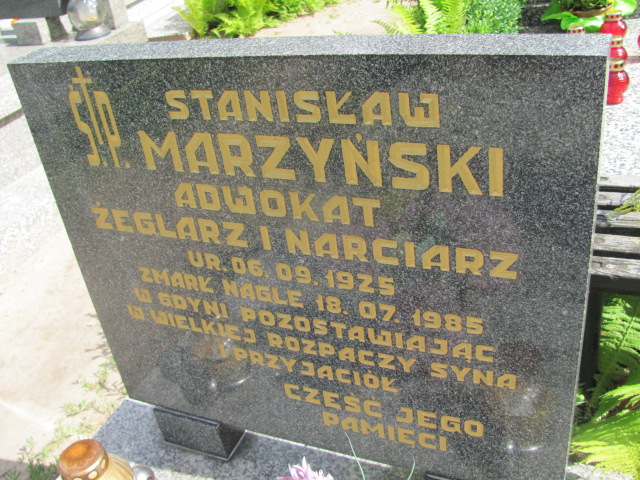 Ś.†P. STANISŁAW
MARZYŃSKI
ADWOKAT
ŻEGLARZ I NARCIARZ
UR. 06. 09. 1925
ZMARŁ NAGLE 18. 07. 1985
W GDYNI POZOSTAWIAJĄC
W WIELKIEJ ROZPACZY SYNA
I PRZYJACIÓŁ
CZEŚĆ JEGO
PAMIĘCI